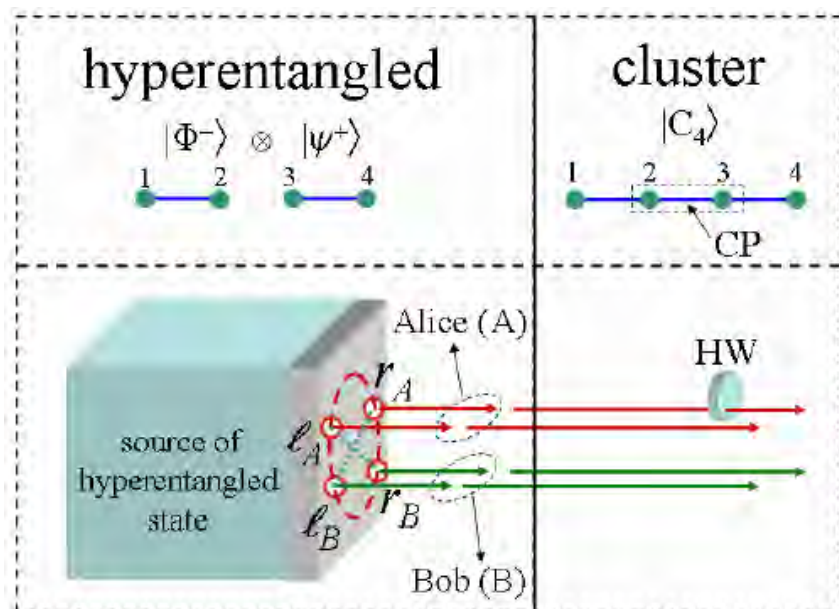 hyperentangled
|Φ⁻⟩ ⊗ |ψ⁺⟩
1 2 3 4
cluster
|C₄⟩
1 2 3 4
CP
Alice (A)
r_A
ℓ_A
source of
hyperentangled
state
r_B
ℓ_B
Bob (B)
HW